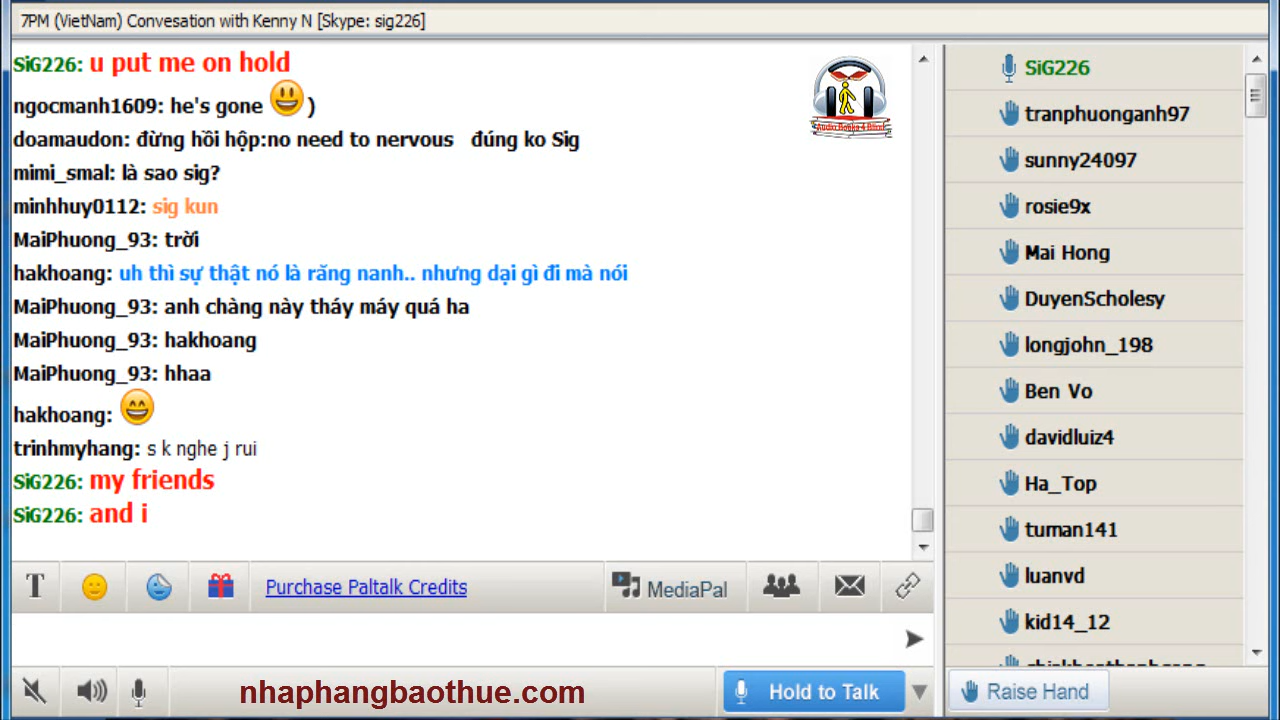 7PM (VietNam) Convesation with Kenny N [Skype: sig226]
SiG226: u put me on hold
ngocmanh1609: he's gone 😃 )
doamaudon: đừng hồi hộp:no need to nervous đúng ko Sig
mimi_smal: là sao sig?
minhhuy0112: sig kun
MaiPhuong_93: trời
hakhoang: uh thì sự thật nó là răng nanh.. nhưng dại gì đi mà nói
MaiPhuong_93: anh chàng này tháy máy quá ha
MaiPhuong_93: hakhoang
MaiPhuong_93: hhaa
hakhoang: 😄
trinhmyhang: s k nghe j rui
SiG226: my friends
SiG226: and i
T
Purchase Paltalk Credits
MediaPal
nhaphangbaothue.com
Hold to Talk
SiG226
tranphuonganh97
sunny24097
rosie9x
Mai Hong
DuyenScholesy
longjohn_198
Ben Vo
davidluiz4
Ha_Top
tuman141
luanvd
kid14_12
Raise Hand